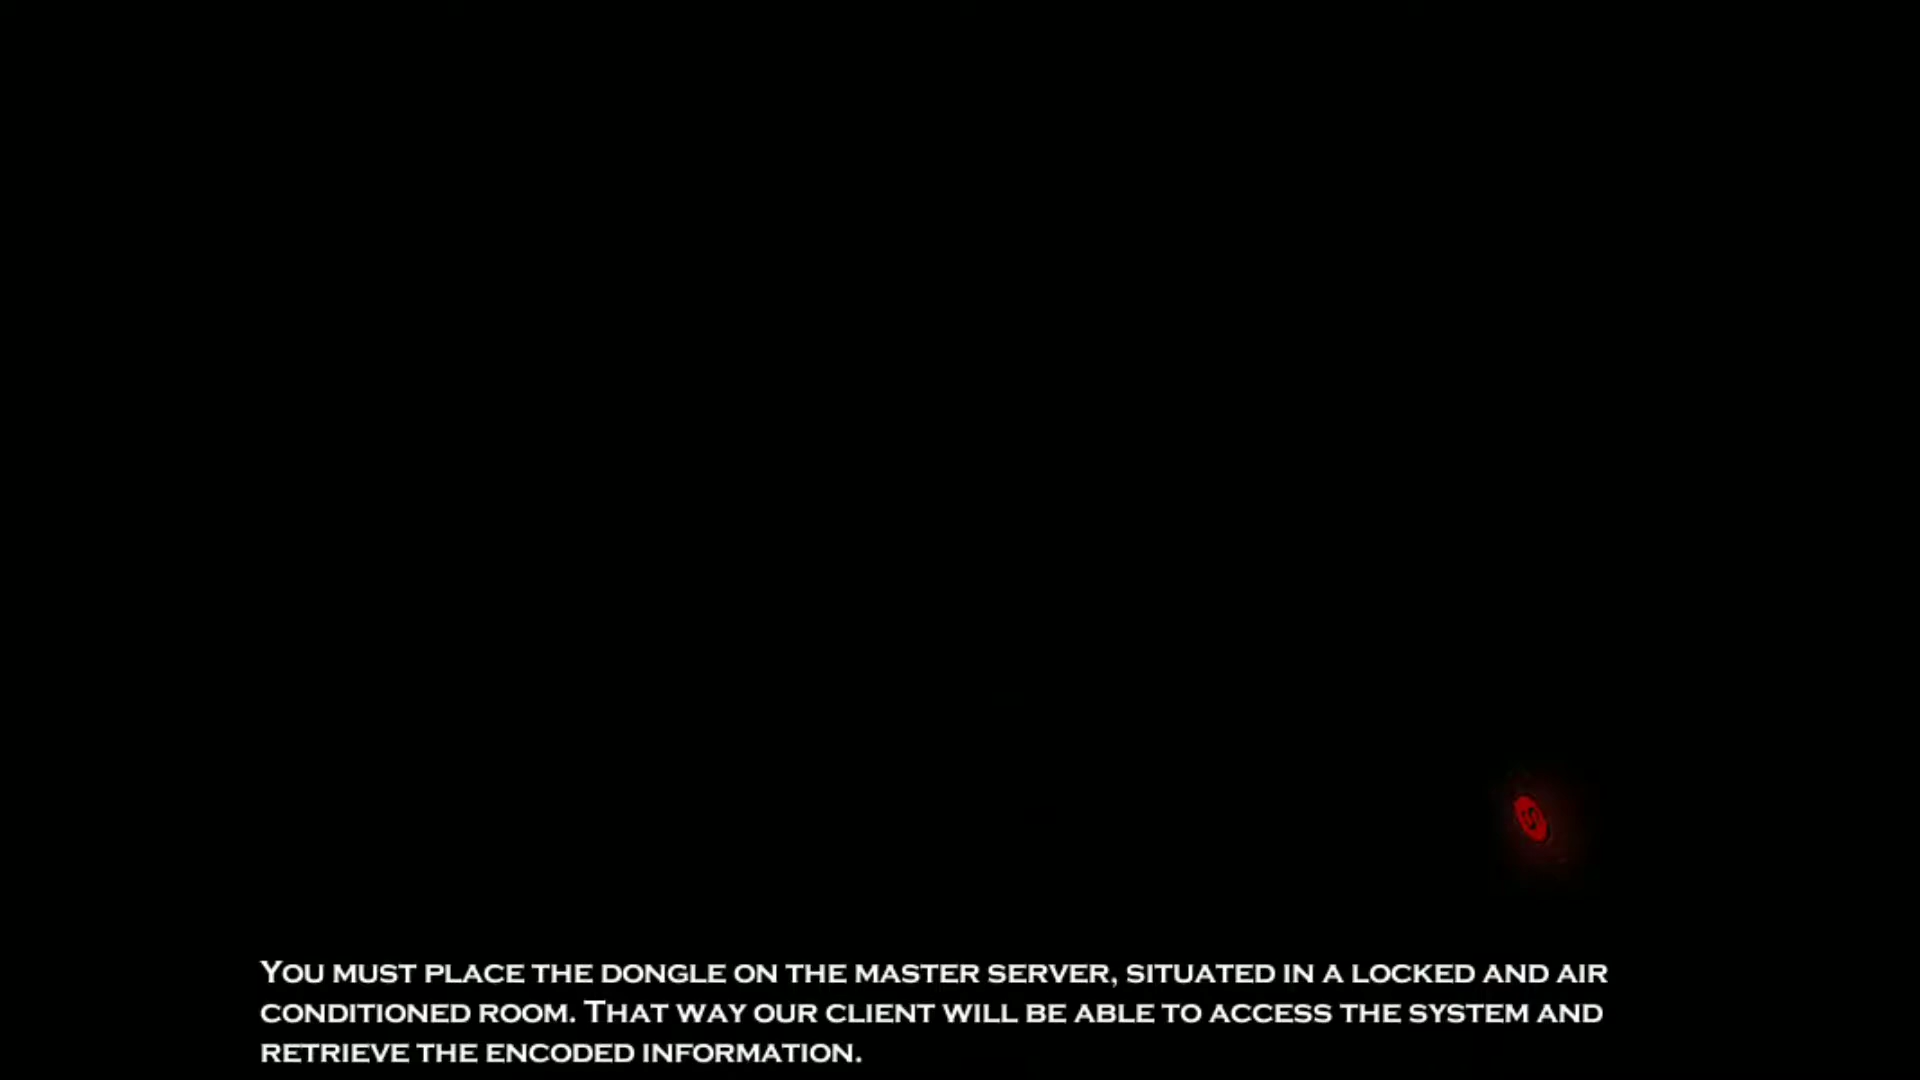 You must place the dongle on the master server, situated in a locked and air
conditioned room. That way our client will be able to access the system and
retrieve the encoded information.